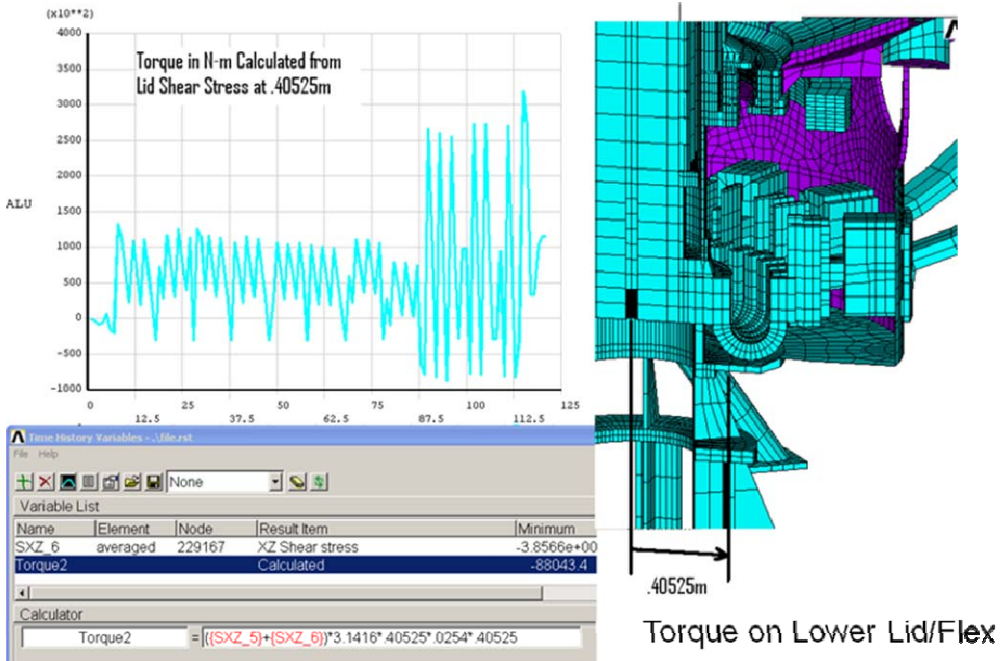 (x10**2)
4000
3500
3000
2500
2000
1500
1000
500
0
-500
-1000
ALU
Torque in N-m Calculated from
Lid Shear Stress at .40525m
0 25 50 75 100 125
12.5 37.5 62.5 87.5 112.5
Time History Variables - .\file.rst
File Help
None
Variable List
Name Element Node Result Item Minimum
SXZ_6 averaged 229167 XZ Shear stress -3.8566e+00
Torque2 Calculated -88043.4
Calculator
Torque2 = ({SXZ_5}+{SXZ_6})*3.1416*.40525*.0254*.40525
.40525m
Torque on Lower Lid/Flex